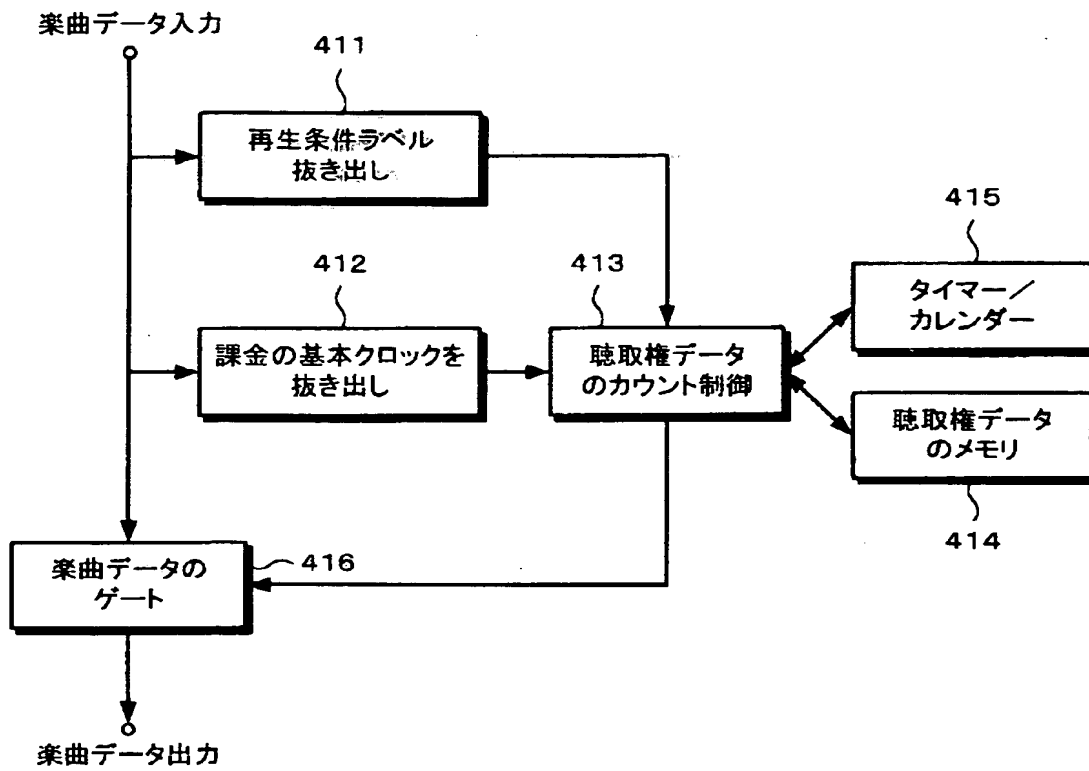 楽曲データ入力
411
再生条件ラベル
抜き出し
415
412
413
タイマー／
カレンダー
課金の基本クロックを
抜き出し
聴取権データ
のカウント制御
聴取権データ
のメモリ
414
楽曲データの
ゲート
416
楽曲データ出力